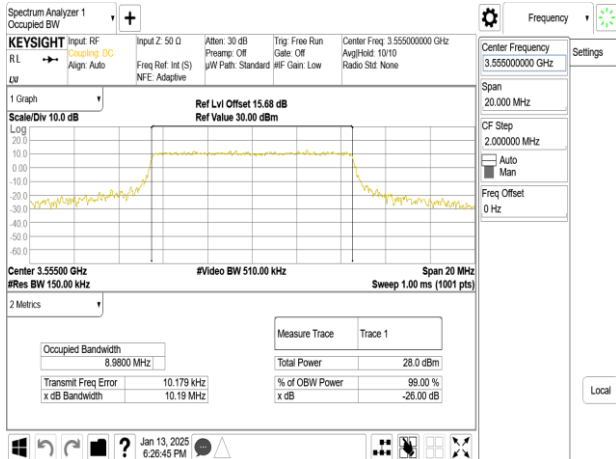 Spectrum Analyzer 1
Occupied BW
Frequency
KEYSIGHT
RL
LXI
Input: RF
Coupling: DC
Align: Auto
Input Z: 50 Ω
Freq Ref: Int (S)
NFE: Adaptive
Atten: 30 dB
Preamp: Off
µW Path: Standard
Trig: Free Run
Gate: Off
#IF Gain: Low
Center Freq: 3.555000000 GHz
Avg|Hold: 10/10
Radio Std: None
Center Frequency
3.555000000 GHz
Settings
Span
20.000 MHz
CF Step
2.000000 MHz
Auto
Man
Freq Offset
0 Hz
Local
1 Graph
Scale/Div 10.0 dB
Ref Lvl Offset 15.68 dB
Ref Value 30.00 dBm
Log
20.0
10.0
0.00
-10.0
-20.0
-30.0
-40.0
-50.0
-60.0
Center 3.55500 GHz
#Video BW 510.00 kHz
Span 20 MHz
#Res BW 150.00 kHz
Sweep 1.00 ms (1001 pts)
2 Metrics
Measure Trace Trace 1
Occupied Bandwidth
8.9800 MHz
Total Power 28.0 dBm
Transmit Freq Error 10.179 kHz
% of OBW Power 99.00 %
x dB Bandwidth 10.19 MHz
x dB -26.00 dB
?
Jan 13, 2025
6:26:45 PM